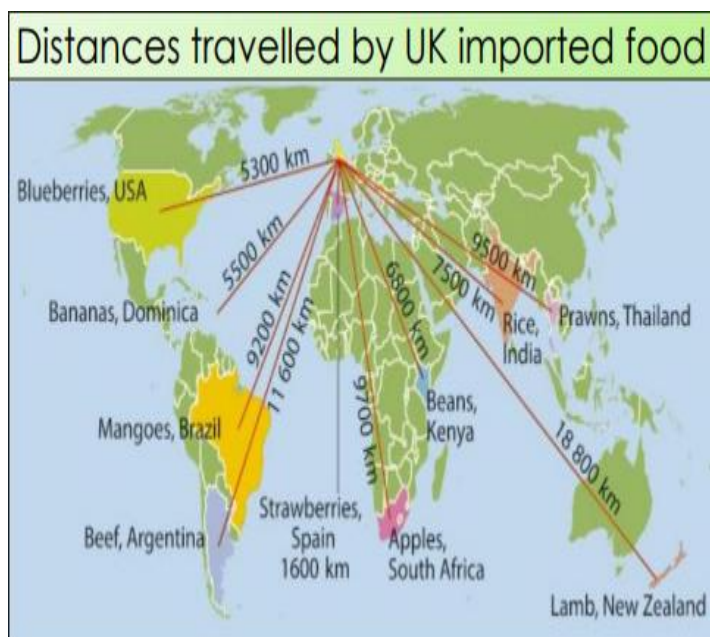 Distances travelled by UK imported food
5300 km
Blueberries, USA
5500 km
Bananas, Dominica
9200 km
11 600 km
Mangoes, Brazil
Beef, Argentina
Strawberries,
Spain
1600 km
9700 km
Apples,
South Africa
6800 km
Beans,
Kenya
7500 km
Rice,
India
9500 km
Prawns, Thailand
18 800 km
Lamb, New Zealand